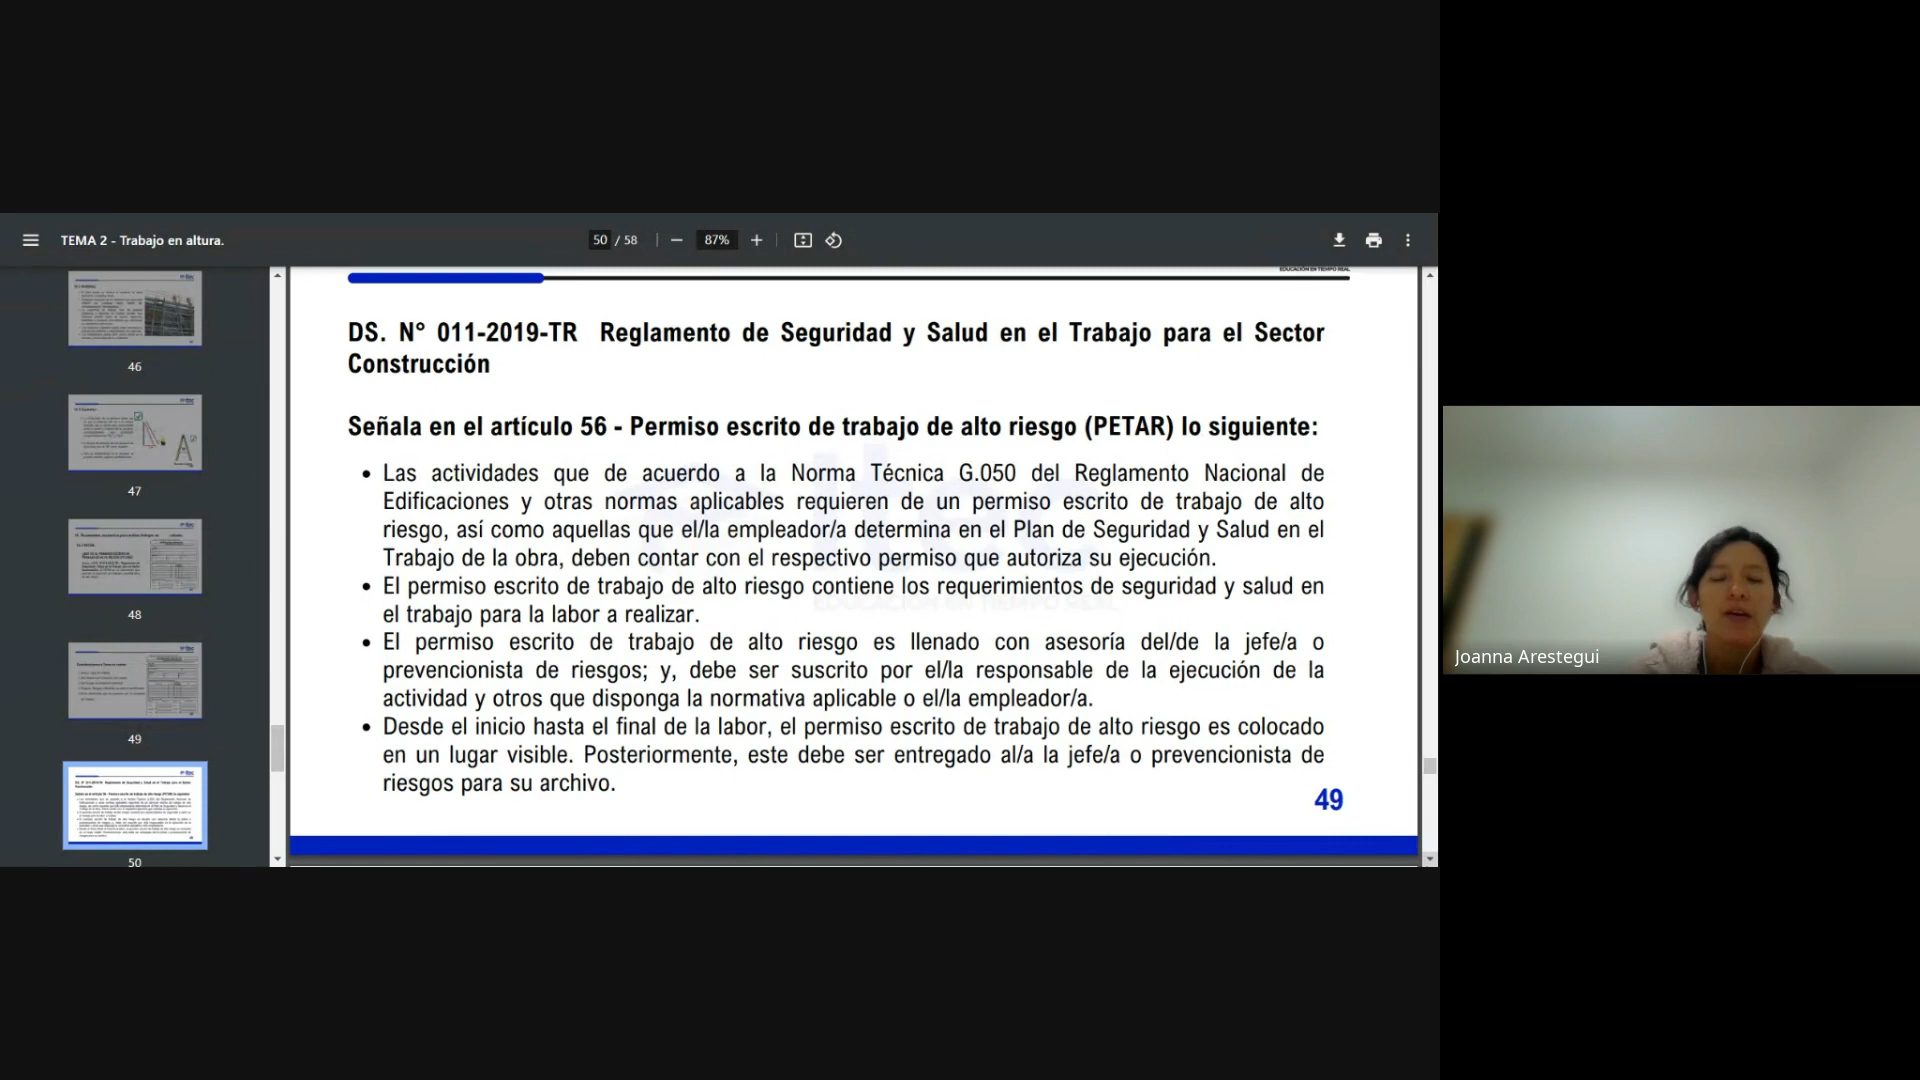 TEMA 2 - Trabajo en altura.
50 / 58
87%
46
47
48
49
50
EDUCACIÓN EN TIEMPO REAL
DS. N° 011-2019-TR Reglamento de Seguridad y Salud en el Trabajo para el Sector
Construcción
Señala en el artículo 56 - Permiso escrito de trabajo de alto riesgo (PETAR) lo siguiente:
• Las actividades que de acuerdo a la Norma Técnica G.050 del Reglamento Nacional de
Edificaciones y otras normas aplicables requieren de un permiso escrito de trabajo de alto
riesgo, así como aquellas que el/la empleador/a determina en el Plan de Seguridad y Salud en el
Trabajo de la obra, deben contar con el respectivo permiso que autoriza su ejecución.
• El permiso escrito de trabajo de alto riesgo contiene los requerimientos de seguridad y salud en
el trabajo para la labor a realizar.
• El permiso escrito de trabajo de alto riesgo es llenado con asesoría del/de la jefe/a o
prevencionista de riesgos; y, debe ser suscrito por el/la responsable de la ejecución de la
actividad y otros que disponga la normativa aplicable o el/la empleador/a.
• Desde el inicio hasta el final de la labor, el permiso escrito de trabajo de alto riesgo es colocado
en un lugar visible. Posteriormente, este debe ser entregado al/a la jefe/a o prevencionista de
riesgos para su archivo.
49
Joanna Arestegui